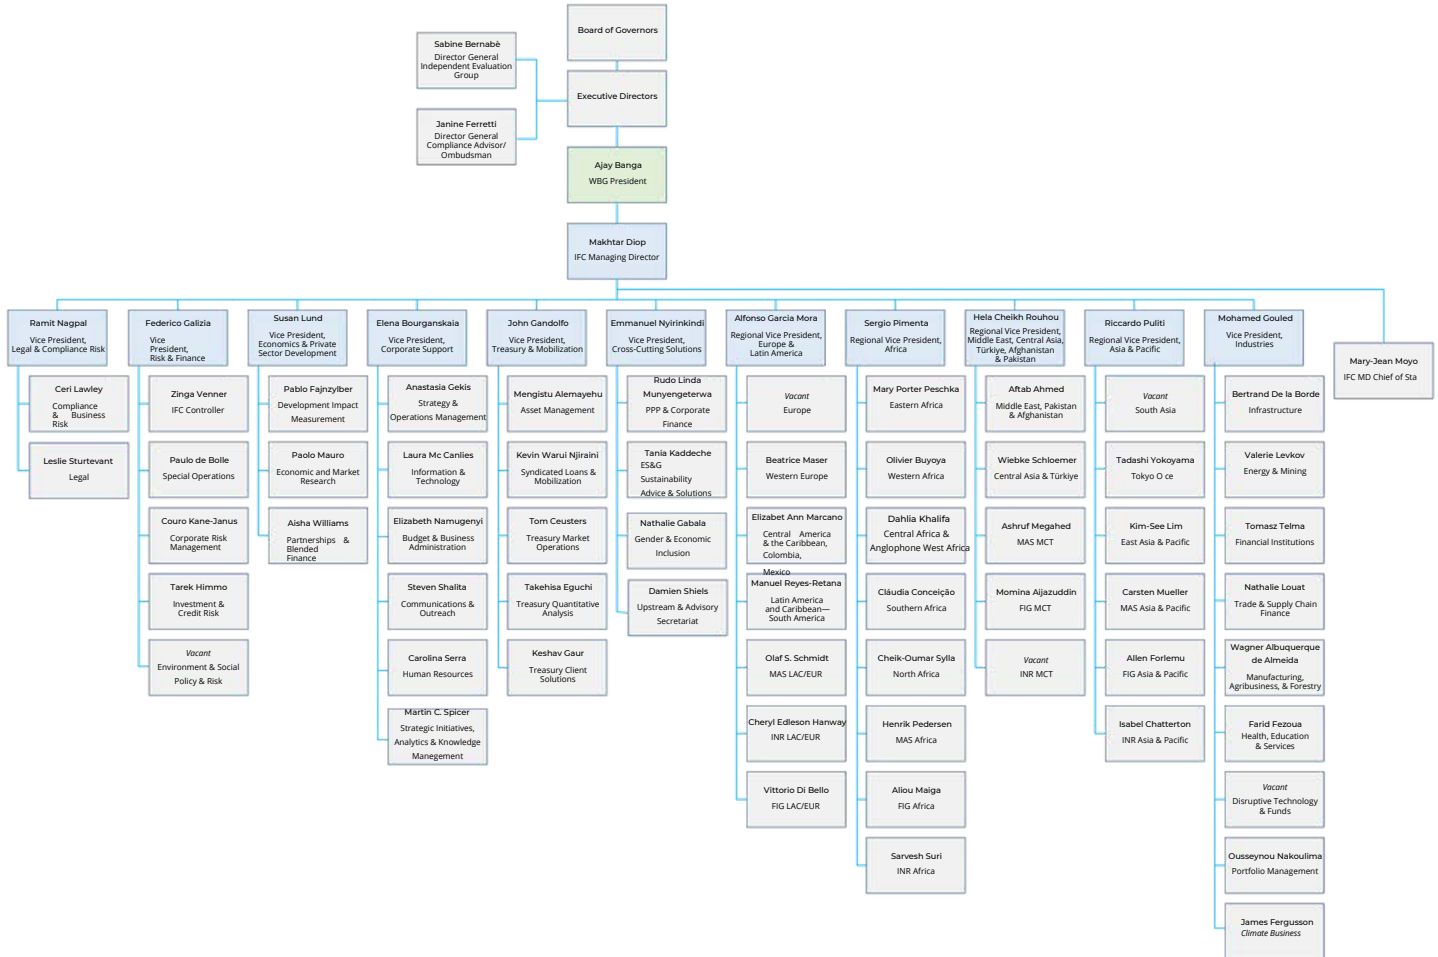 Board of Governors
Sabine Bernabè
Director General
Independent Evaluation
Group
Executive Directors
Janine Ferretti
Director General
Compliance Advisor/
Ombudsman
Ajay Banga
WBG President
Makhtar Diop
IFC Managing Director
Ramit Nagpal
Vice President,
Legal & Compliance Risk
Ceri Lawley
Compliance
& Business
Risk
Leslie Sturtevant
Legal
Federico Galizia
Vice
President,
Risk & Finance
Zinga Venner
IFC Controller
Paulo de Bolle
Special Operations
Couro Kane-Janus
Corporate Risk
Management
Tarek Himmo
Investment &
Credit Risk
Vacant
Environment & Social
Policy & Risk
Susan Lund
Vice President,
Economics & Private
Sector Development
Pablo Fajnzylber
Development Impact
Measurement
Paolo Mauro
Economic and Market
Research
Aisha Williams
Partnerships &
Blended
Finance
Elena Bourganskaia
Vice President,
Corporate Support
Anastasia Gekis
Strategy &
Operations Management
Laura Mc Canlies
Information &
Technology
Elizabeth Namugenyi
Budget & Business
Administration
Steven Shalita
Communications &
Outreach
Carolina Serra
Human Resources
Martin C. Spicer
Strategic Initiatives,
Analytics & Knowledge
Manegement
John Gandolfo
Vice President,
Treasury & Mobilization
Mengistu Alemayehu
Asset Management
Kevin Warui Njiraini
Syndicated Loans &
Mobilization
Tom Ceusters
Treasury Market
Operations
Takehisa Eguchi
Treasury Quantitative
Analysis
Keshav Gaur
Treasury Client
Solutions
Emmanuel Nyirinkindi
Vice President,
Cross-Cutting Solutions
Rudo Linda
Munyengeterwa
PPP & Corporate
Finance
Tania Kaddeche
ES&G
Sustainability
Advice & Solutions
Nathalie Gabala
Gender & Economic
Inclusion
Damien Shiels
Upstream & Advisory
Secretariat
Alfonso Garcia Mora
Regional Vice President,
Europe &
Latin America
Vacant
Europe
Beatrice Maser
Western Europe
Elizabet Ann Marcano
Central America
& the Caribbean,
Colombia,
Mexico
Manuel Reyes-Retana
Latin America
and Caribbean—
South America
Olaf S. Schmidt
MAS LAC/EUR
Cheryl Edleson Hanway
INR LAC/EUR
Vittorio Di Bello
FIG LAC/EUR
Sergio Pimenta
Regional Vice President,
Africa
Mary Porter Peschka
Eastern Africa
Olivier Buyoya
Western Africa
Dahlia Khalifa
Central Africa &
Anglophone West Africa
Cláudia Conceição
Southern Africa
Cheik-Oumar Sylla
North Africa
Henrik Pedersen
MAS Africa
Aliou Maiga
FIG Africa
Sarvesh Suri
INR Africa
Hela Cheikh Rouhou
Regional Vice President,
Middle East, Central Asia,
Türkiye, Afghanistan
& Pakistan
Aftab Ahmed
Middle East, Pakistan
& Afghanistan
Wiebke Schloemer
Central Asia & Türkiye
Ashruf Megahed
MAS MCT
Momina Aijazuddin
FIG MCT
Vacant
INR MCT
Riccardo Puliti
Regional Vice President,
Asia & Pacific
Vacant
South Asia
Tadashi Yokoyama
Tokyo O ce
Kim-See Lim
East Asia & Pacific
Carsten Mueller
MAS Asia & Pacific
Allen Forlemu
FIG Asia & Pacific
Isabel Chatterton
INR Asia & Pacific
Mohamed Gouled
Vice President,
Industries
Bertrand De la Borde
Infrastructure
Valerie Levkov
Energy & Mining
Tomasz Telma
Financial Institutions
Nathalie Louat
Trade & Supply Chain
Finance
Wagner Albuquerque
de Almeida
Manufacturing,
Agribusiness, & Forestry
Farid Fezoua
Health, Education
& Services
Vacant
Disruptive Technology
& Funds
Ousseynou Nakoulima
Portfolio Management
James Fergusson
Climate Business
Mary-Jean Moyo
IFC MD Chief of Sta